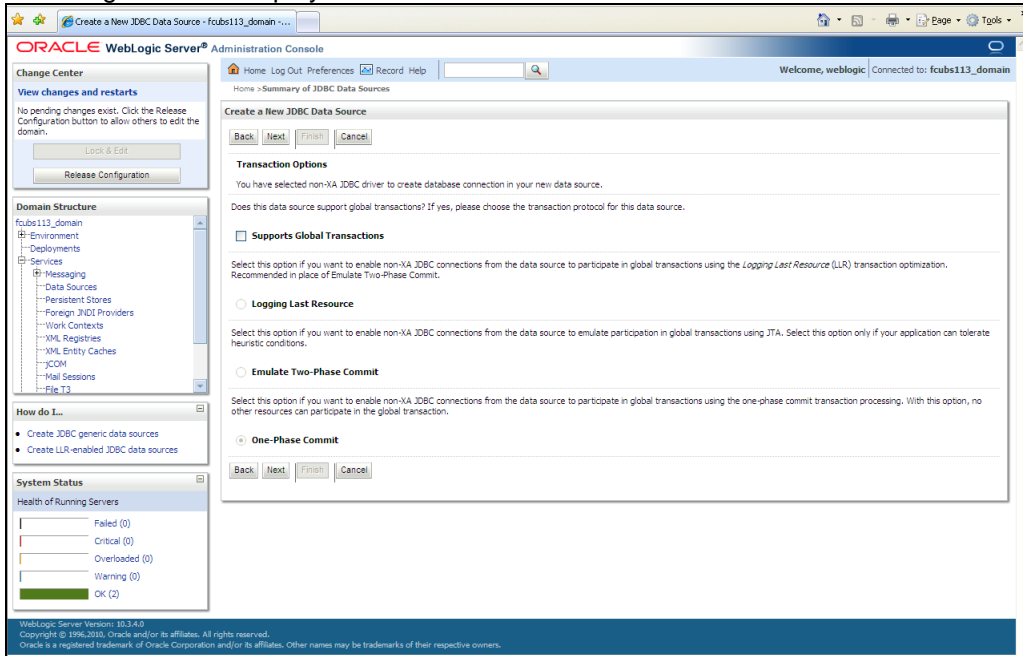 Create a New JDBC Data Source - fcubs113_domain -...
Page
Tools
ORACLE WebLogic Server® Administration Console
Change Center
View changes and restarts
No pending changes exist. Click the Release
Configuration button to allow others to edit the
domain.
Lock & Edit
Release Configuration
Domain Structure
fcubs113_domain
Environment
Deployments
Services
Messaging
Data Sources
Persistent Stores
Foreign JNDI Providers
Work Contexts
XML Registries
XML Entity Caches
jCOM
Mail Sessions
File T3
How do I...
Create JDBC generic data sources
Create LLR-enabled JDBC data sources
System Status
Health of Running Servers
Failed (0)
Critical (0)
Overloaded (0)
Warning (0)
OK (2)
Home Log Out Preferences Record Help
Welcome, weblogic Connected to: fcubs113_domain
Home >Summary of JDBC Data Sources
Create a New JDBC Data Source
Back Next Finish Cancel
Transaction Options
You have selected non-XA JDBC driver to create database connection in your new data source.
Does this data source support global transactions? If yes, please choose the transaction protocol for this data source.
Supports Global Transactions
Select this option if you want to enable non-XA JDBC connections from the data source to participate in global transactions using the Logging Last Resource (LLR) transaction optimization.
Recommended in place of Emulate Two-Phase Commit.
Logging Last Resource
Select this option if you want to enable non-XA JDBC connections from the data source to emulate participation in global transactions using JTA. Select this option only if your application can tolerate
heuristic conditions.
Emulate Two-Phase Commit
Select this option if you want to enable non-XA JDBC connections from the data source to participate in global transactions using the one-phase commit transaction processing. With this option, no
other resources can participate in the global transaction.
One-Phase Commit
Back Next Finish Cancel
WebLogic Server Version: 10.3.4.0
Copyright © 1996,2010, Oracle and/or its affiliates. All rights reserved.
Oracle is a registered trademark of Oracle Corporation and/or its affiliates. Other names may be trademarks of their respective owners.